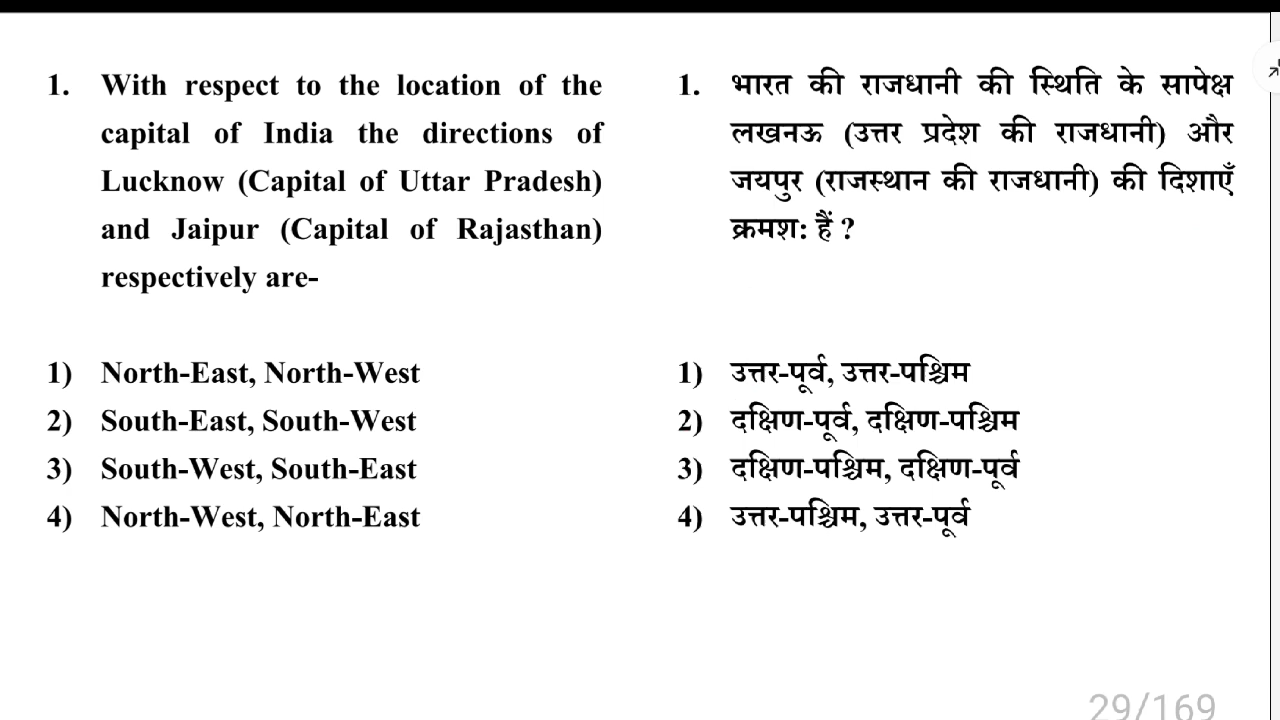 1. With respect to the location of the
capital of India the directions of
Lucknow (Capital of Uttar Pradesh)
and Jaipur (Capital of Rajasthan)
respectively are-
1) North-East, North-West
2) South-East, South-West
3) South-West, South-East
4) North-West, North-East
1. भारत की राजधानी की स्थिति के सापेक्ष
लखनऊ (उत्तर प्रदेश की राजधानी) और
जयपुर (राजस्थान की राजधानी) की दिशाएँ
क्रमश: हैं ?
1) उत्तर-पूर्व, उत्तर-पश्चिम
2) दक्षिण-पूर्व, दक्षिण-पश्चिम
3) दक्षिण-पश्चिम, दक्षिण-पूर्व
4) उत्तर-पश्चिम, उत्तर-पूर्व
29/169